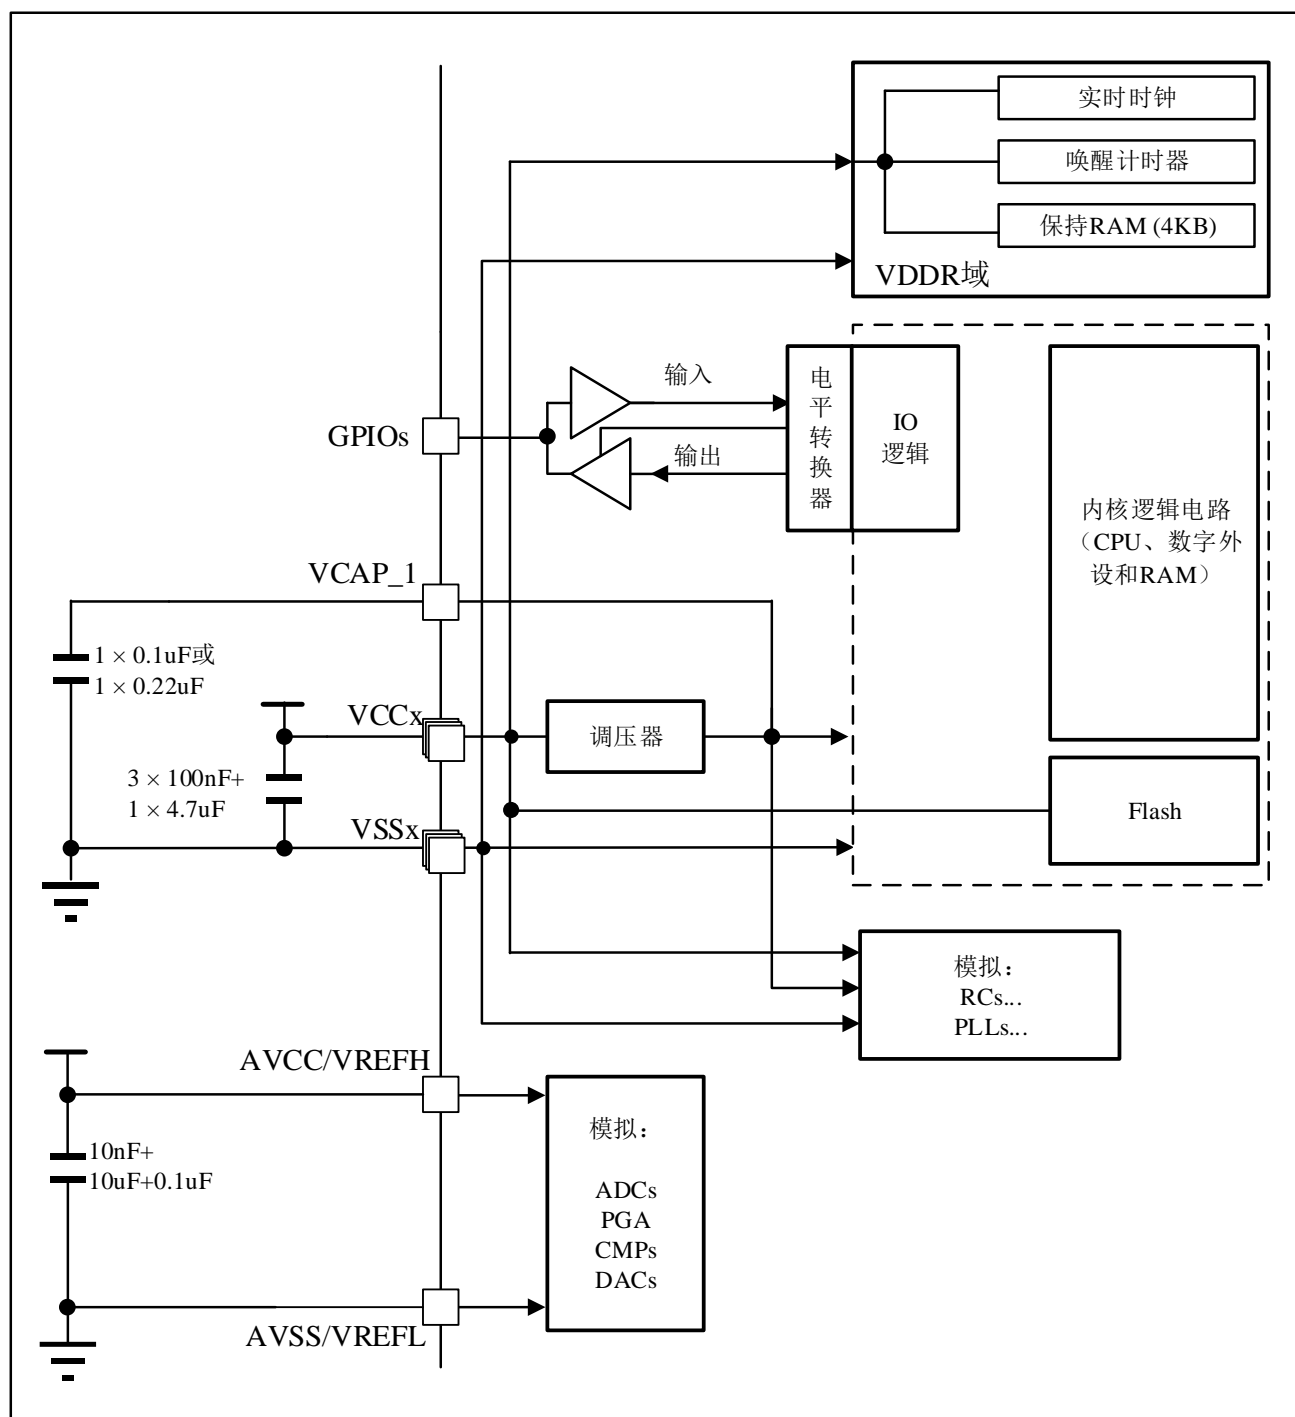 实时时钟
唤醒计时器
保持RAM (4KB)
VDDR域
输入
电
平
转
换
器
IO
逻辑
GPIOs
输出
内核逻辑电路
（CPU、数字外
设和RAM）
VCAP_1
1 × 0.1uF或
1 × 0.22uF
VCCx
调压器
3 × 100nF+
1 × 4.7uF
VSSx
Flash
模拟：
RCs...
PLLs...
AVCC/VREFH
10nF+
10uF+0.1uF
模拟：
ADCs
PGA
CMPs
DACs
AVSS/VREFL